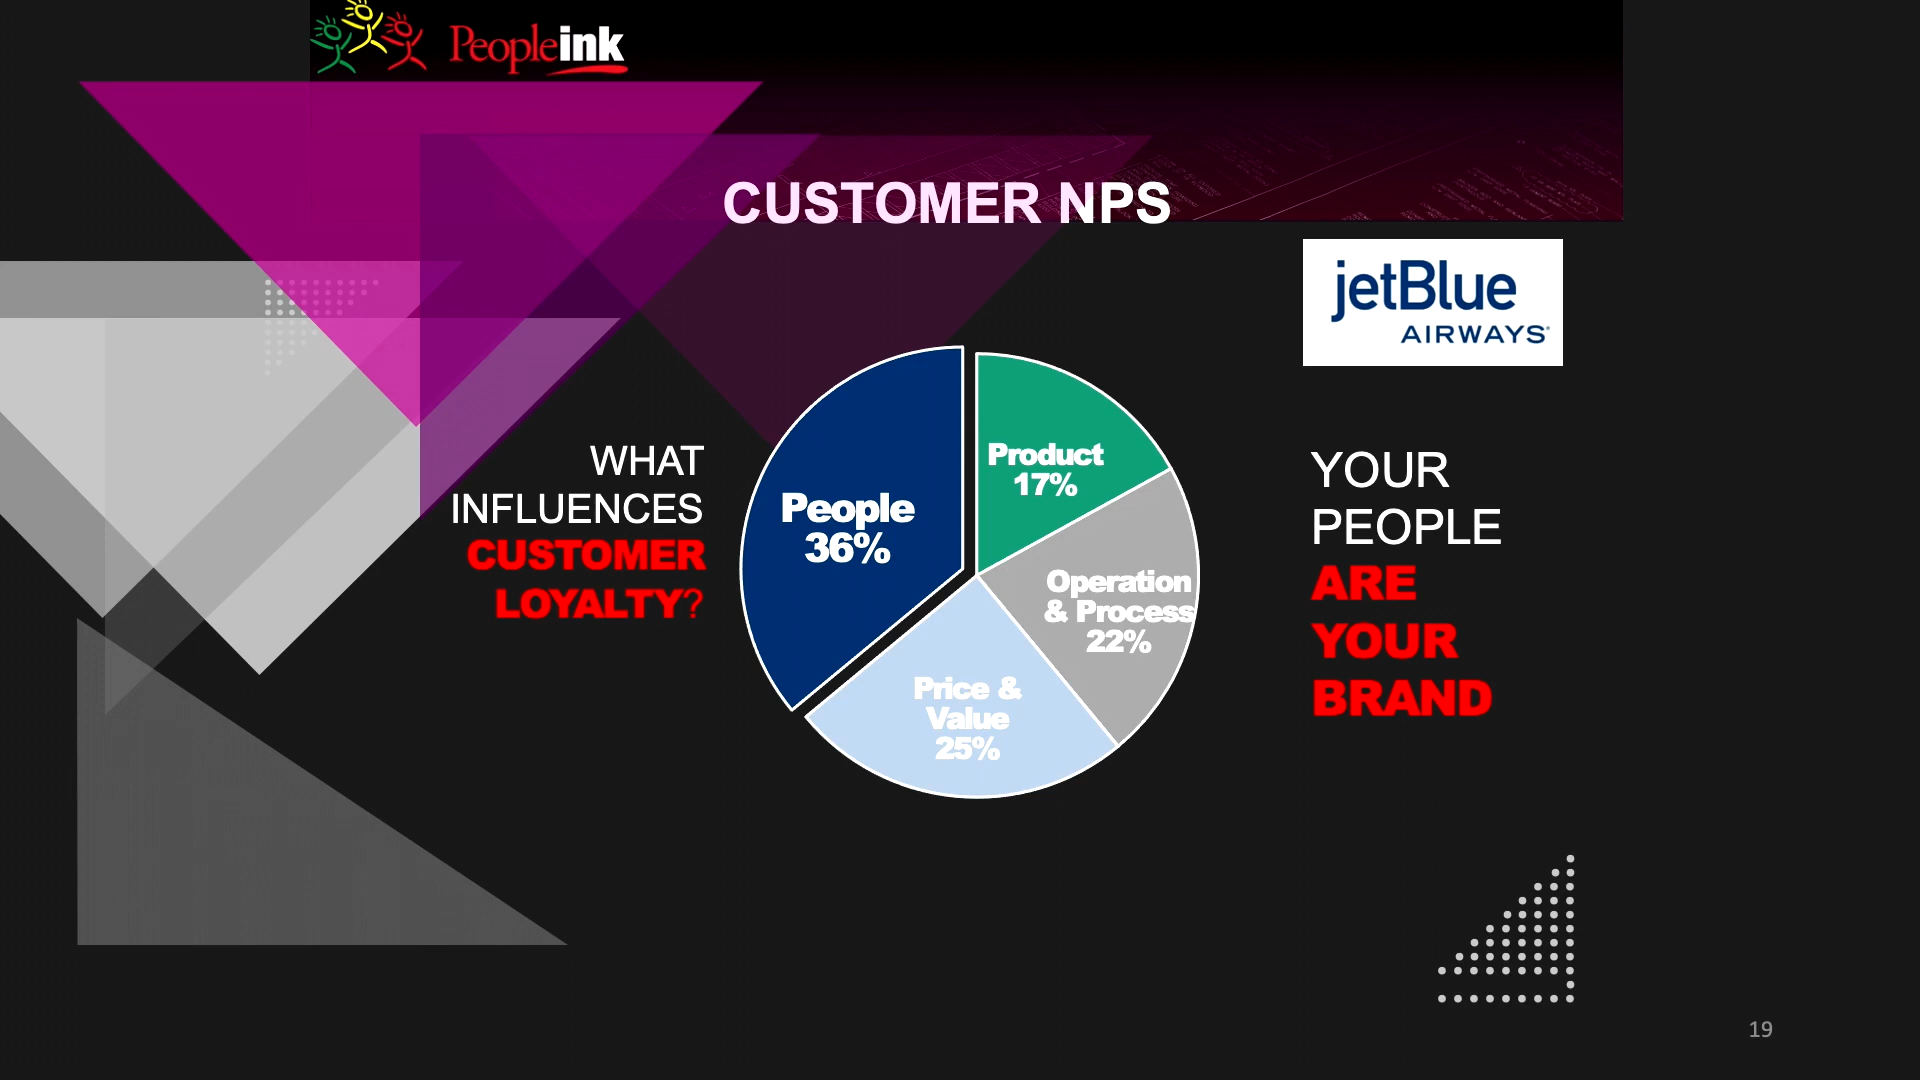 Peopleink
CUSTOMER NPS
jetBlue
AIRWAYS
WHAT
INFLUENCES
CUSTOMER
LOYALTY?
People
36%
Product
17%
Operation
& Process
22%
Price &
Value
25%
YOUR
PEOPLE
ARE
YOUR
BRAND
19